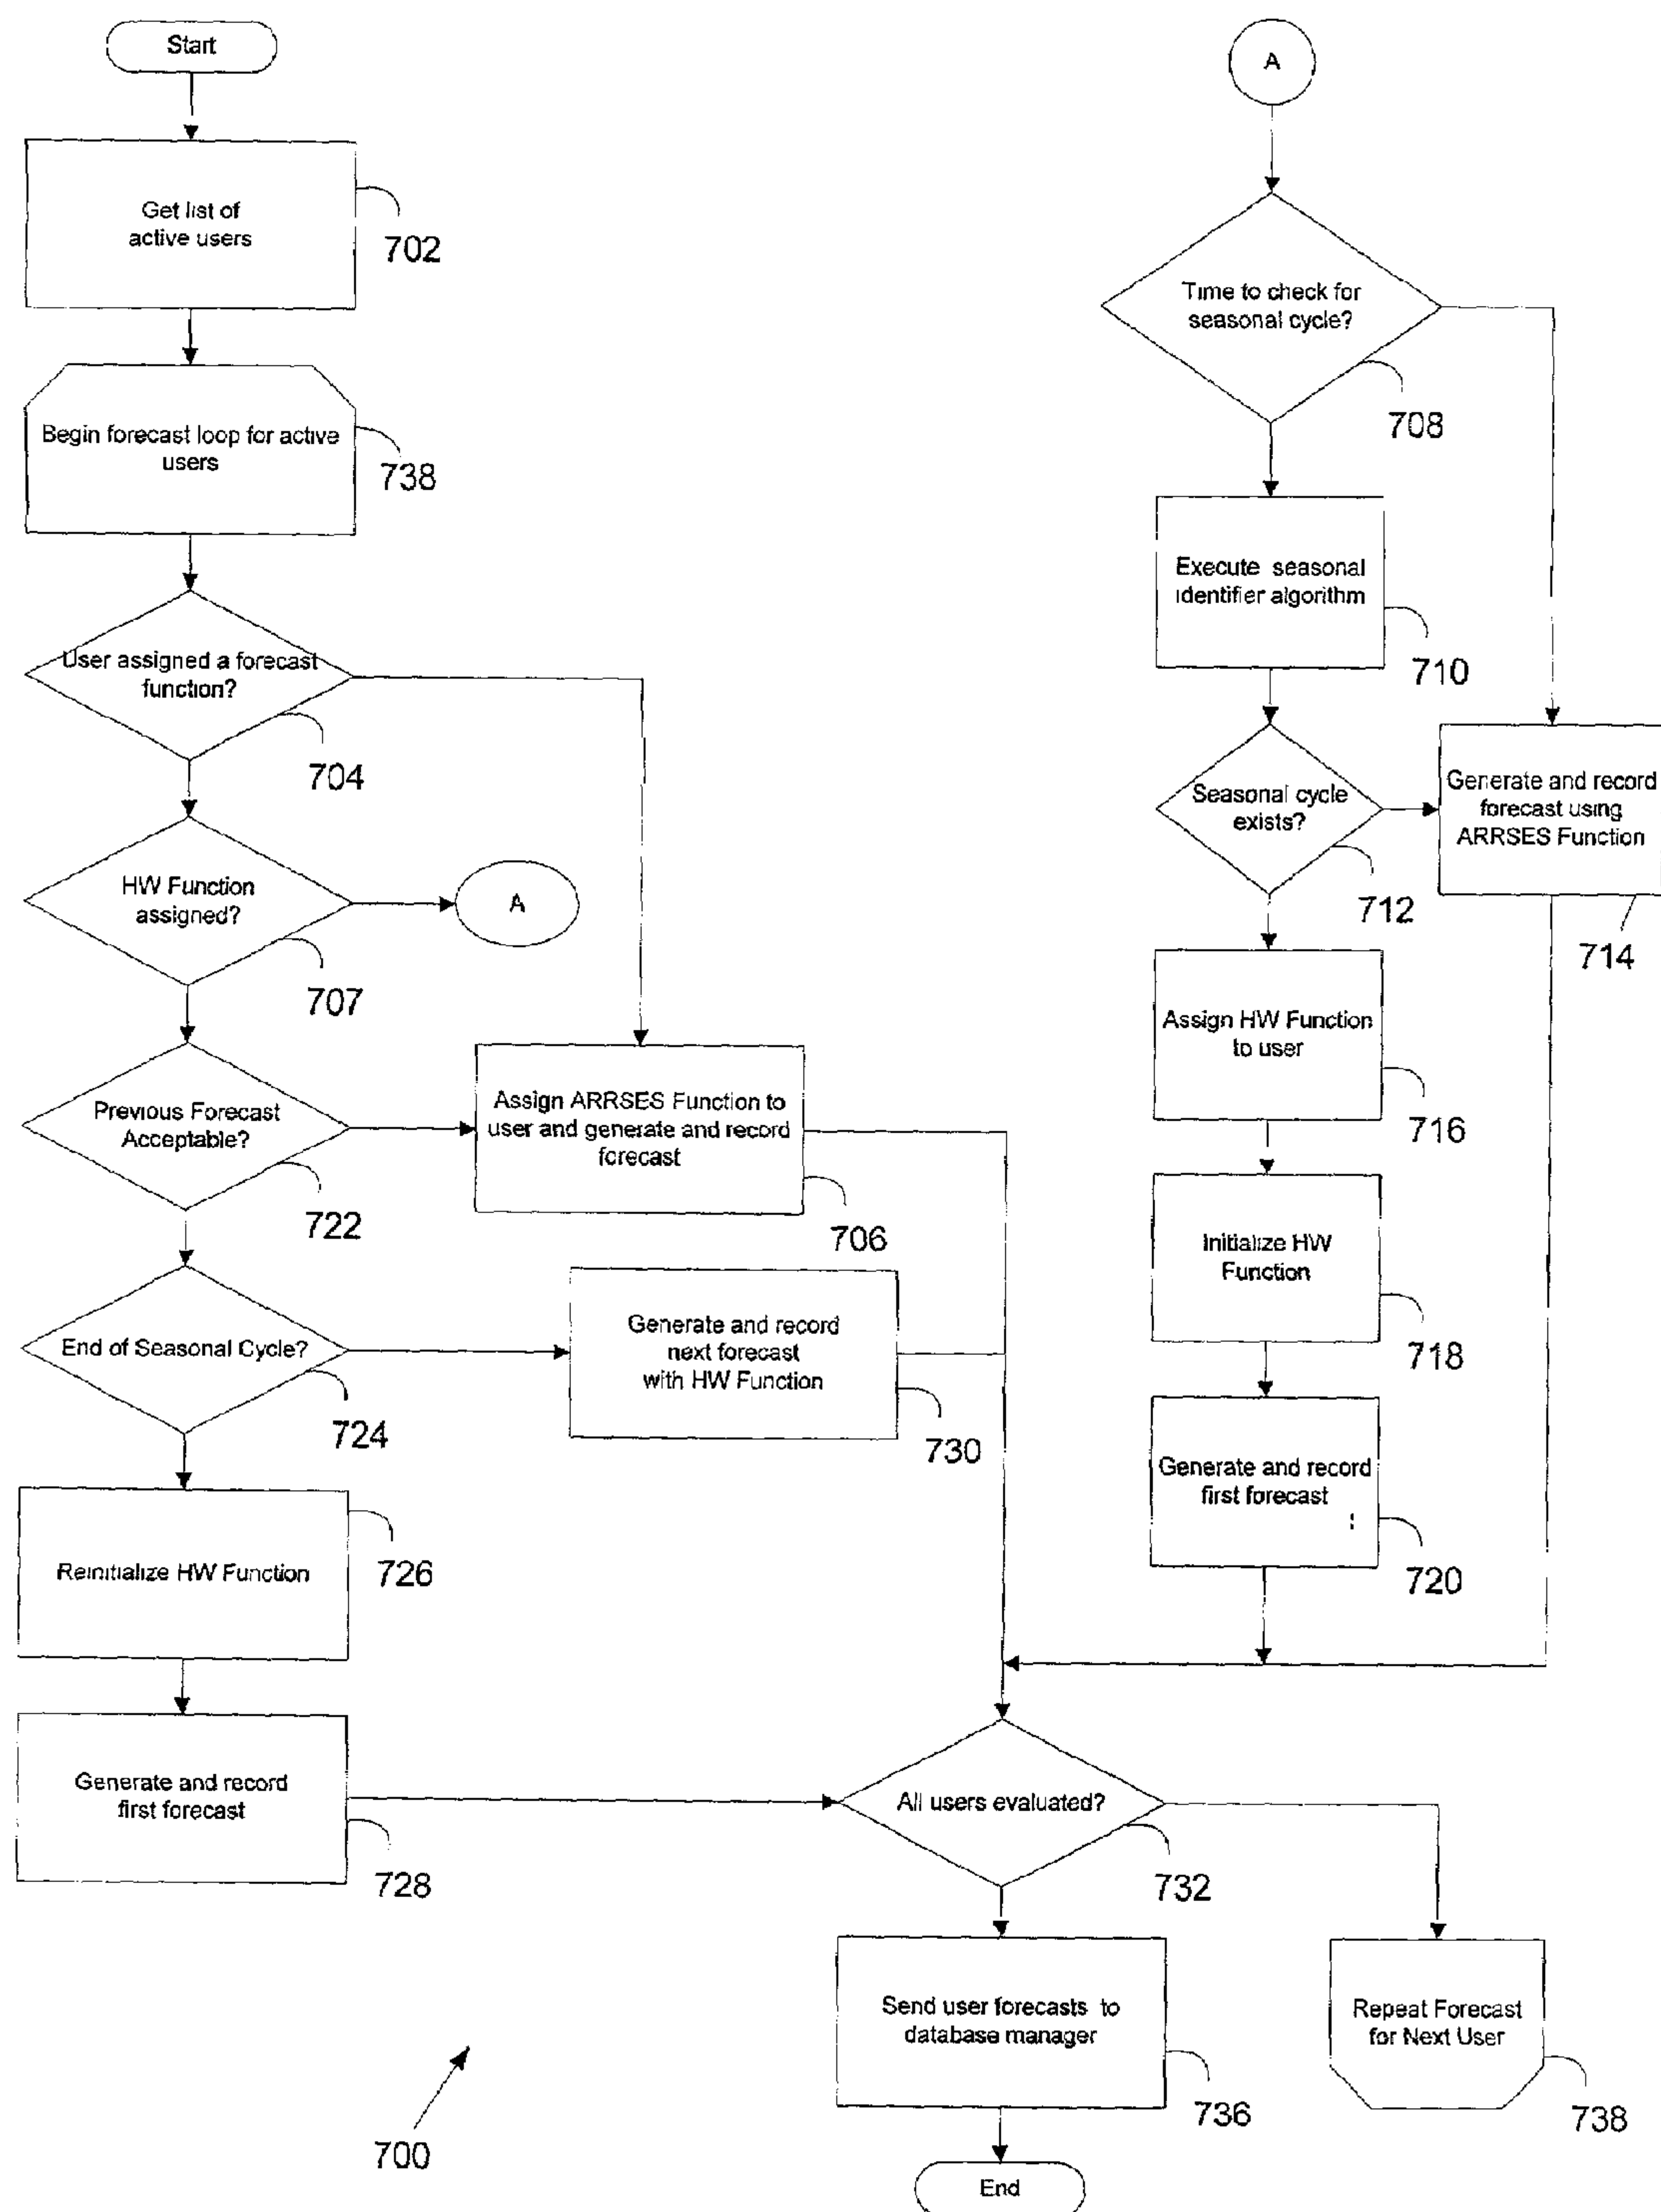 Start
Get list of
active users
702
Begin forecast loop for active
users
738
User assigned a forecast
function?
704
HW Function
assigned?
707
A
Previous Forecast
Acceptable?
722
Assign ARRSES Function to
user and generate and record
forecast
706
End of Seasonal Cycle?
724
Generate and record
next forecast
with HW Function
730
Reinitialize HW Function
726
Generate and record
first forecast
728
A
Time to check for
seasonal cycle?
708
Execute seasonal
identifier algorithm
710
Seasonal cycle
exists?
712
Generate and record
forecast using
ARRSES Function
714
Assign HW Function
to user
716
Initialize HW
Function
718
Generate and record
first forecast
720
All users evaluated?
732
Send user forecasts to
database manager
736
Repeat Forecast
for Next User
738
End
700